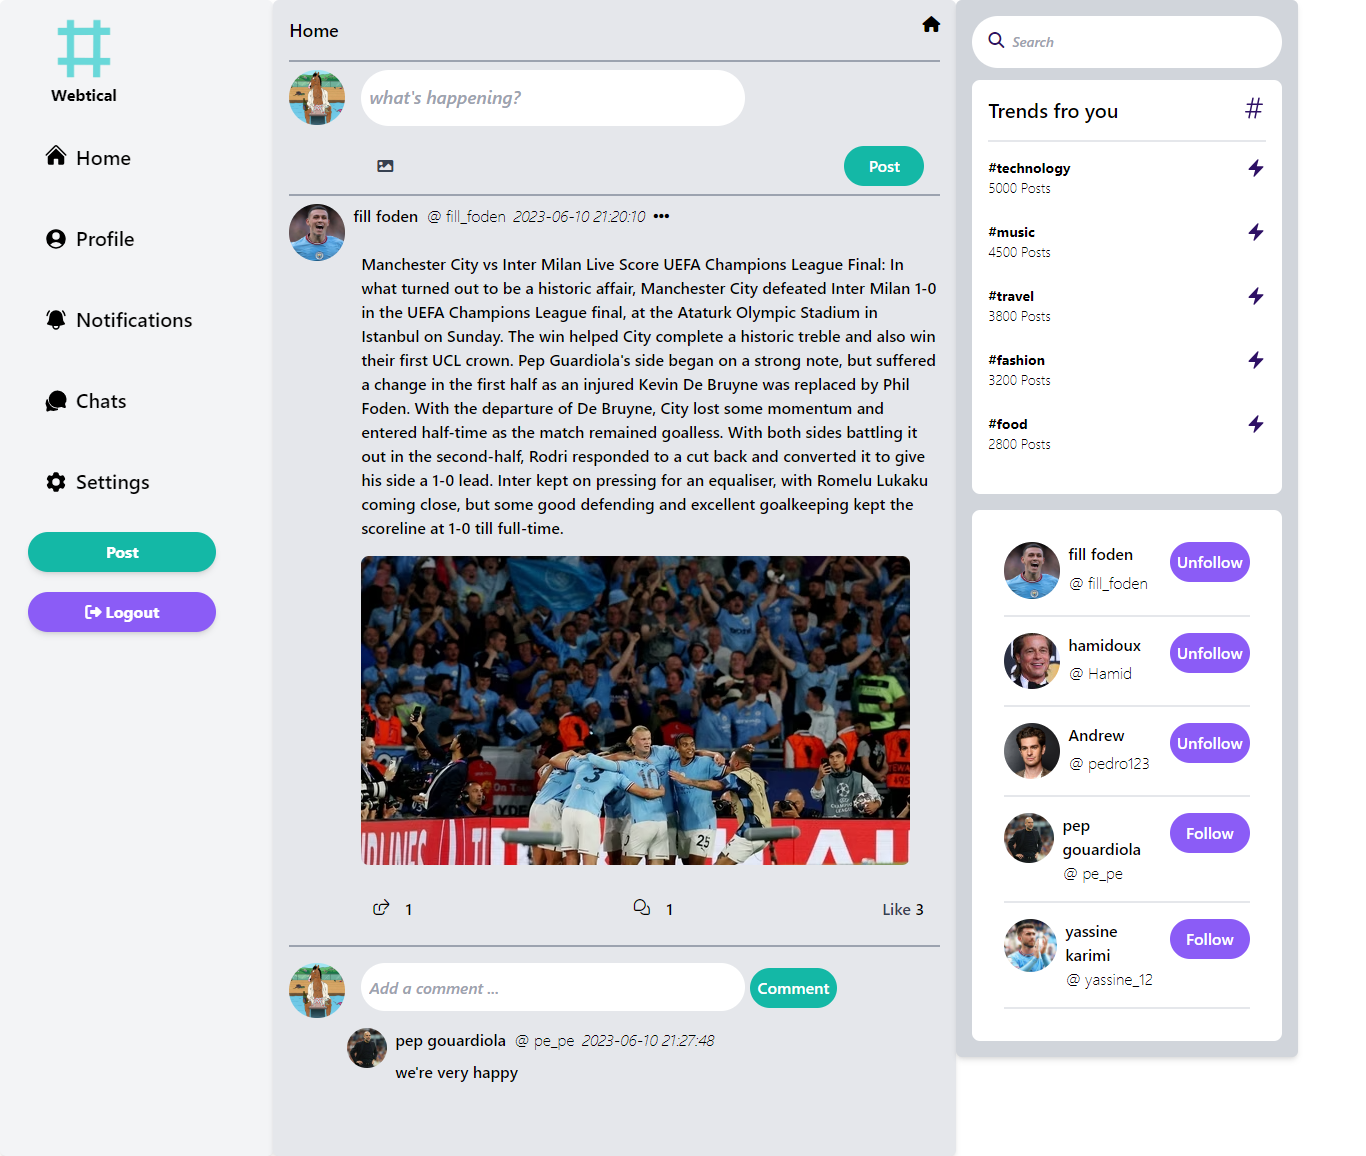 Webtical
Home
Profile
Notifications
Chats
Settings
Post
Logout
Home
what's happening?
Post
fill foden @ fill_foden 2023-06-10 21:20:10 •••
Manchester City vs Inter Milan Live Score UEFA Champions League Final: In
what turned out to be a historic affair, Manchester City defeated Inter Milan 1-0
in the UEFA Champions League final, at the Ataturk Olympic Stadium in
Istanbul on Sunday. The win helped City complete a historic treble and also win
their first UCL crown. Pep Guardiola's side began on a strong note, but suffered
a change in the first half as an injured Kevin De Bruyne was replaced by Phil
Foden. With the departure of De Bruyne, City lost some momentum and
entered half-time as the match remained goalless. With both sides battling it
out in the second-half, Rodri responded to a cut back and converted it to give
his side a 1-0 lead. Inter kept on pressing for an equaliser, with Romelu Lukaku
coming close, but some good defending and excellent goalkeeping kept the
scoreline at 1-0 till full-time.
3
10
25
1
1
Like 3
Add a comment ...
Comment
pep gouardiola @ pe_pe 2023-06-10 21:27:48
we're very happy
Search
Trends fro you
#technology
5000 Posts
#music
4500 Posts
#travel
3800 Posts
#fashion
3200 Posts
#food
2800 Posts
fill foden
@ fill_foden
Unfollow
hamidoux
@ Hamid
Unfollow
Andrew
@ pedro123
Unfollow
pep
gouardiola
@ pe_pe
Follow
yassine
karimi
@ yassine_12
Follow